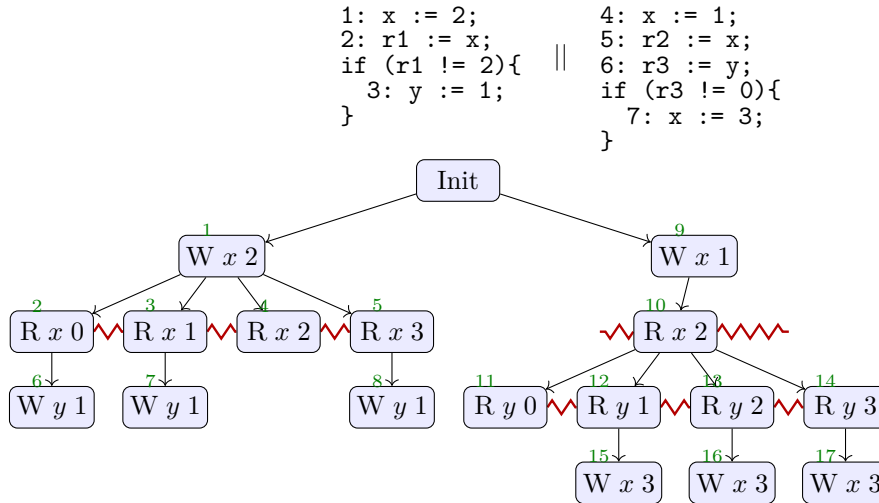 1: x := 2;
2: r1 := x;
if (r1 != 2){
3: y := 1;
}
||
4: x := 1;
5: r2 := x;
6: r3 := y;
if (r3 != 0){
7: x := 3;
}
Init
1 9
W x 2 W x 1
2 3 4 5 10
R x 0 R x 1 R x 2 R x 3 R x 2
6 7 8 11 12 13 14
W y 1 W y 1 W y 1 R y 0 R y 1 R y 2 R y 3
15 16 17
W x 3 W x 3 W x 3